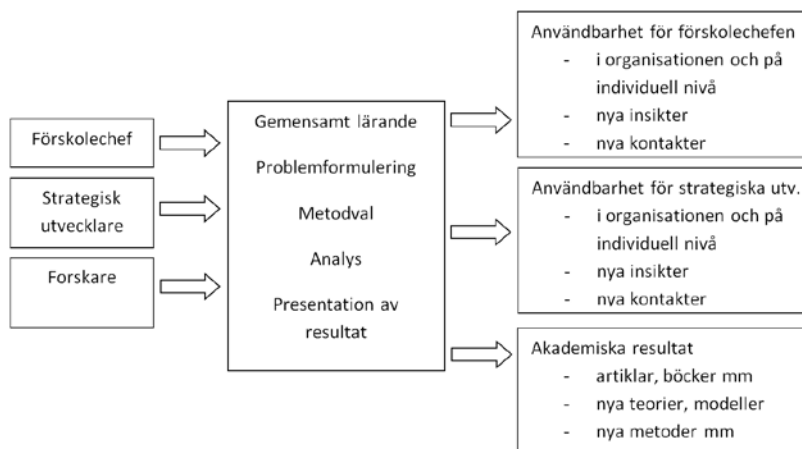 Förskolechef
Strategisk
utvecklare
Forskare
Gemensamt lärande
Problemformulering
Metodval
Analys
Presentation av
resultat
Användbarhet för förskolechefen
- i organisationen och på
individuell nivå
- nya insikter
- nya kontakter
Användbarhet för strategiska utv.
- i organisationen och på
individuell nivå
- nya insikter
- nya kontakter
Akademiska resultat
- artiklar, böcker mm
- nya teorier, modeller
- nya metoder mm